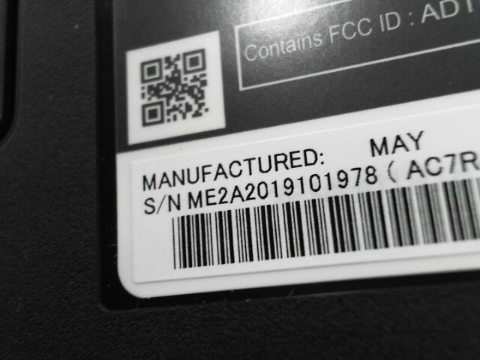 Contains FCC ID : ADT
MANUFACTURED: MAY
S/N ME2A2019101978 ( AC7R